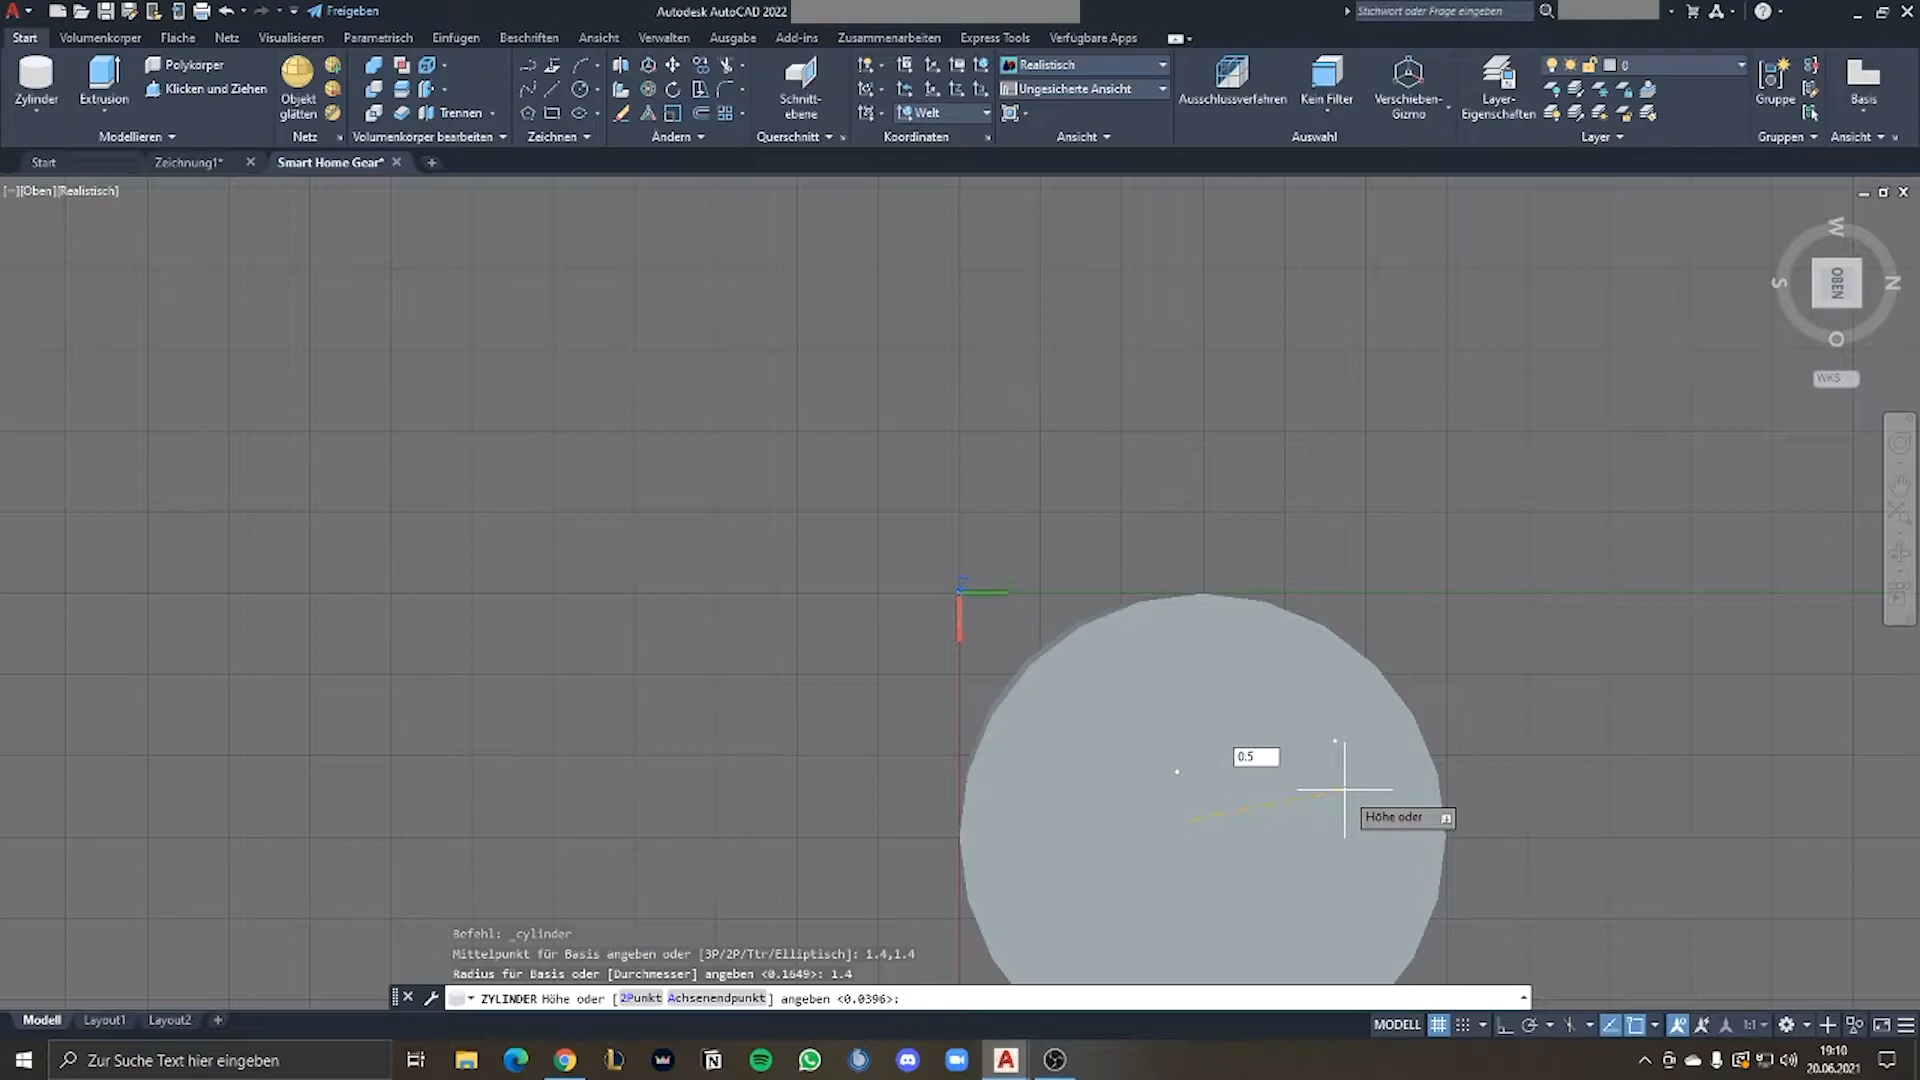 Freigeben
Autodesk AutoCAD 2022
Stichwort oder Frage eingeben
Start Volumenkörper Fläche Netz Visualisieren Parametrisch Einfügen Beschriften Ansicht Verwalten Ausgabe Add-ins Zusammenarbeiten Express Tools Verfügbare Apps
Zylinder
Extrusion
Polykörper
Klicken und Ziehen
Objekt glätten
Trennen
Schnitt-ebene
Welt
Realistisch
Ungesicherte Ansicht
Ausschlussverfahren
Kein Filter
Verschieben-Gizmo
Layer-Eigenschaften
0
Gruppe
Basis
Modellieren Netz Volumenkörper bearbeiten Zeichnen Ändern Querschnitt Koordinaten Ansicht Auswahl Layer Gruppen Ansicht
Start Zeichnung1* Smart Home Gear*
[−][Oben][Realistisch]
W
S OBEN N
O
WKS
0.5
Höhe oder
Befehl: _cylinder
Mittelpunkt für Basis angeben oder [3P/2P/Ttr/Elliptisch]: 1.4,1.4
Radius für Basis oder [Durchmesser] angeben <0.1649>: 1.4
ZYLINDER Höhe oder [2Punkt Achsenendpunkt] angeben <0.0396>:
Modell Layout1 Layout2 +
MODELL
1:1
Zur Suche Text hier eingeben
19:10
20.06.2021